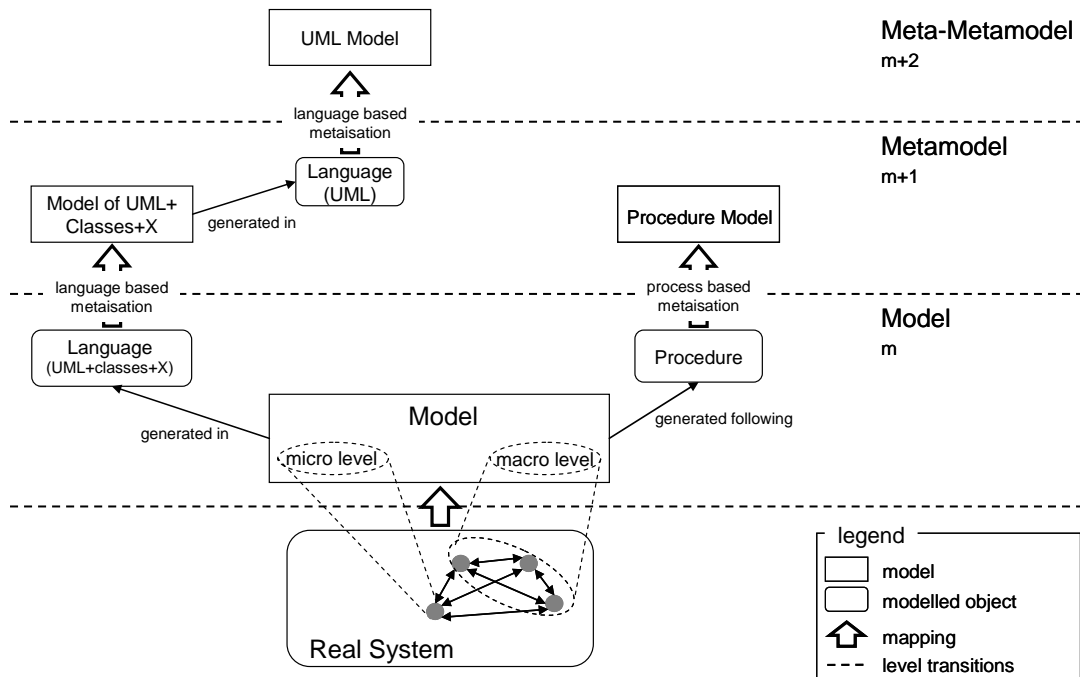 UML Model
Meta-Metamodel
m+2
language based
metaisation
Metamodel
m+1
Language
(UML)
Model of UML+
Classes+X
generated in
Procedure Model
language based
metaisation
process based
metaisation
Model
m
Language
(UML+classes+X)
Procedure
generated in
Model
generated following
micro level
macro level
Real System
legend
model
modelled object
mapping
level transitions